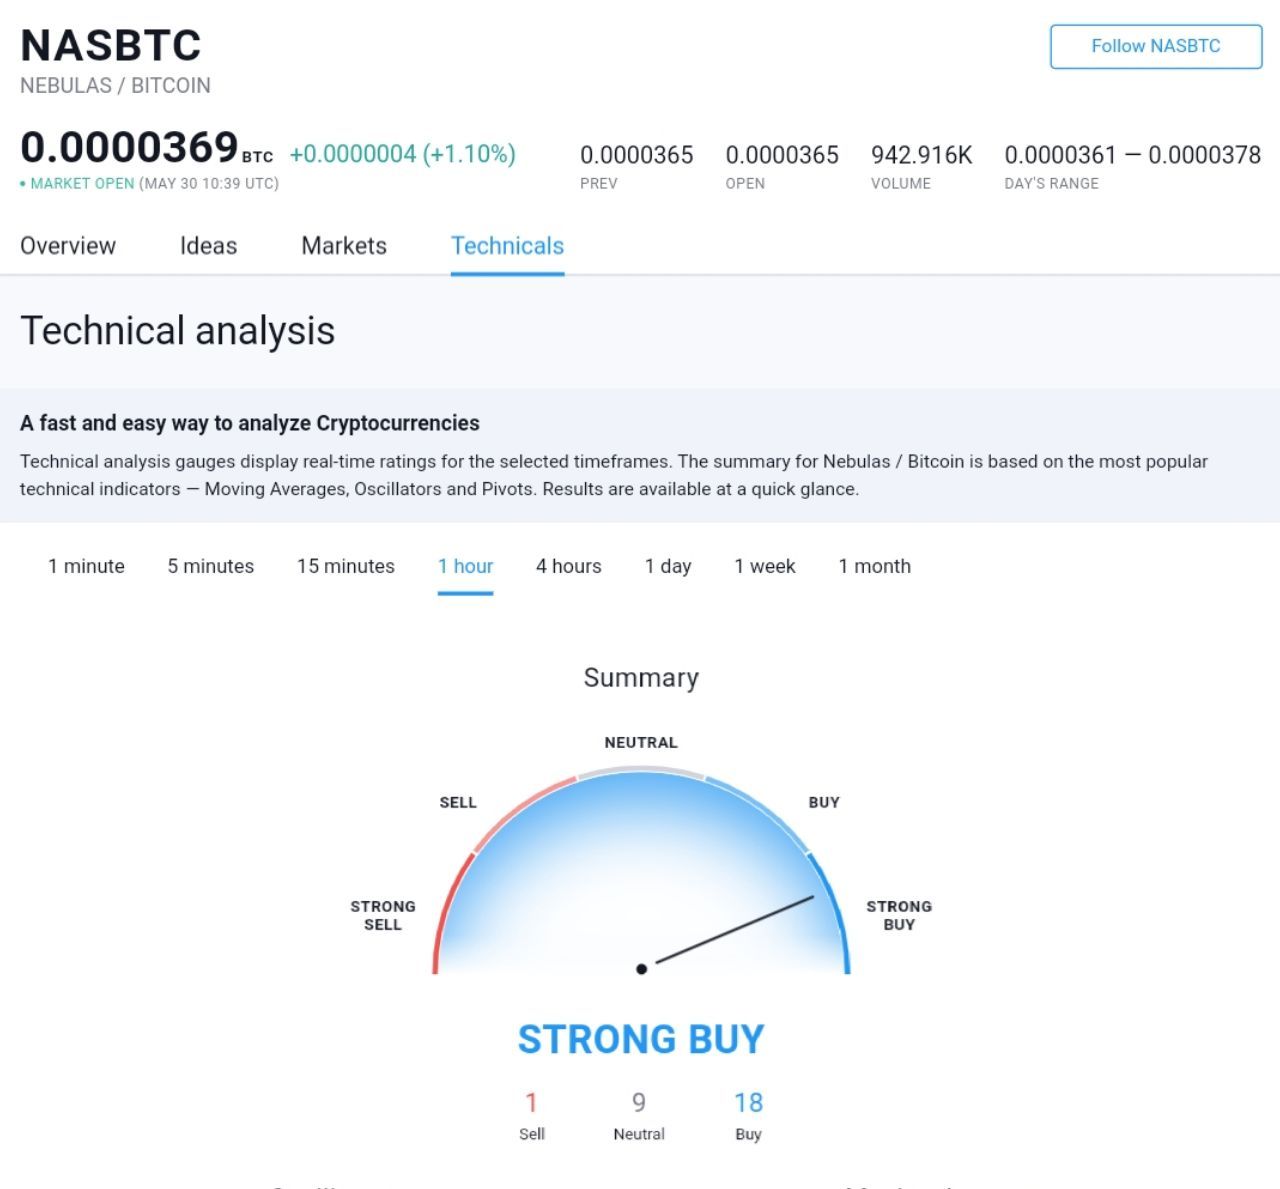 NASBTC
Follow NASBTC
NEBULAS / BITCOIN
0.0000369 BTC +0.0000004 (+1.10%)
• MARKET OPEN (MAY 30 10:39 UTC)
0.0000365 0.0000365 942.916K 0.0000361 — 0.0000378
PREV OPEN VOLUME DAY'S RANGE
Overview Ideas Markets Technicals
Technical analysis
A fast and easy way to analyze Cryptocurrencies
Technical analysis gauges display real-time ratings for the selected timeframes. The summary for Nebulas / Bitcoin is based on the most popular
technical indicators — Moving Averages, Oscillators and Pivots. Results are available at a quick glance.
1 minute 5 minutes 15 minutes 1 hour 4 hours 1 day 1 week 1 month
Summary
NEUTRAL
SELL BUY
STRONG
SELL
STRONG
BUY
STRONG BUY
1 9 18
Sell Neutral Buy